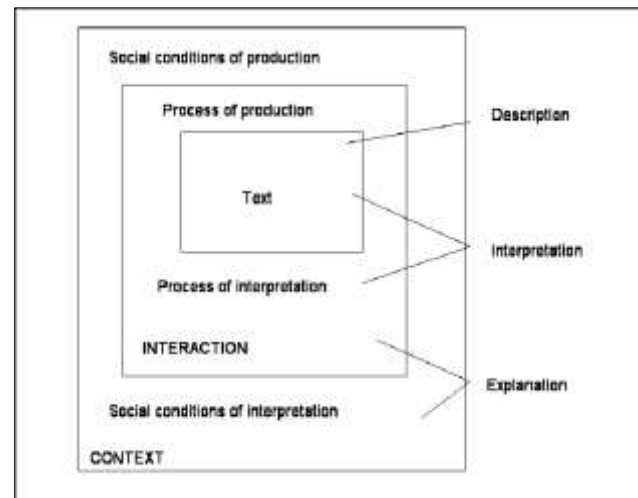 Social conditions of production
Process of production
Description
Text
Interpretation
Process of interpretation
INTERACTION
Explanation
Social conditions of interpretation
CONTEXT